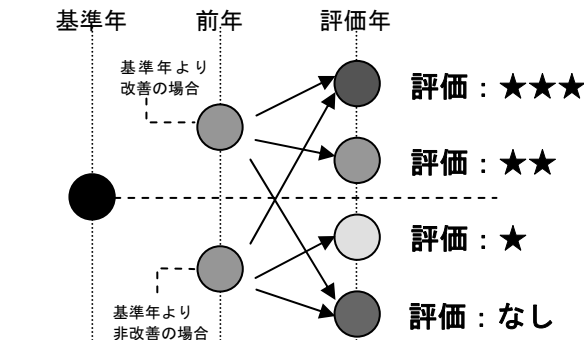 基準年
前年
評価年
基準年より
改善の場合
評価：★★★
評価：★★
評価：★
基準年より
非改善の場合
評価：なし